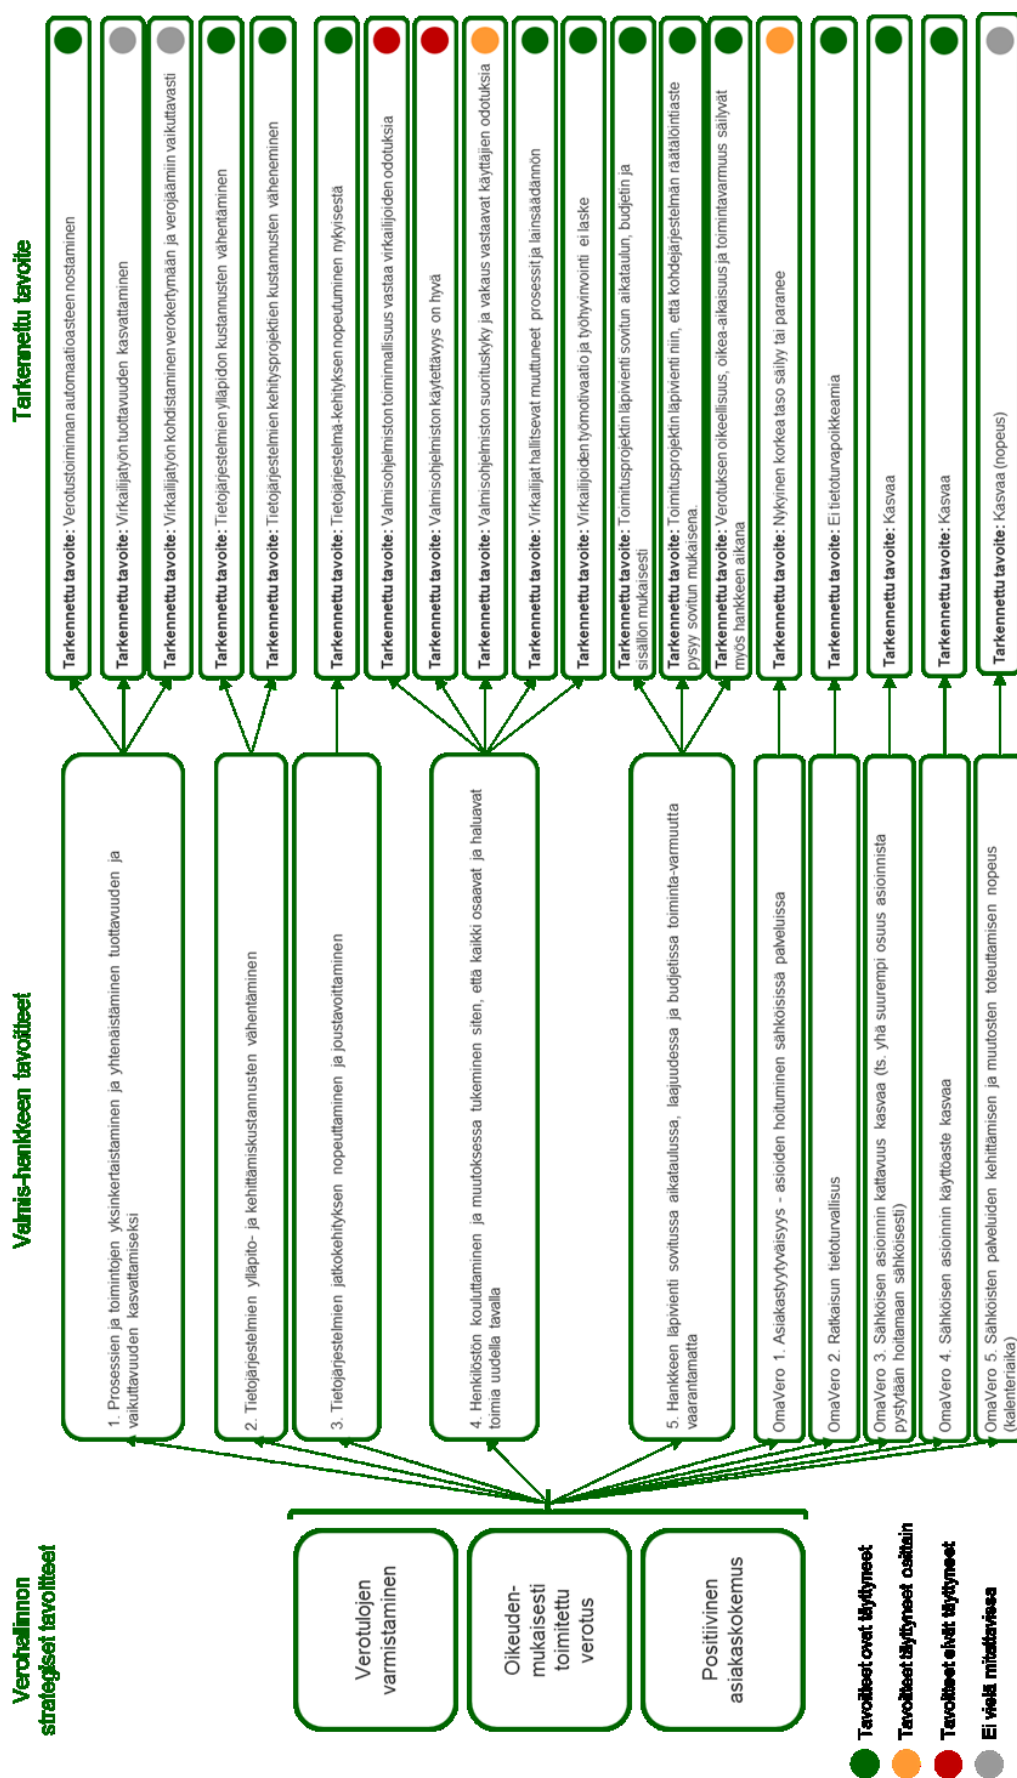 Verohallinnon
strategiset tavoitteet
Valmis-hankkeen tavoitteet
Tarkennettu tavoite
Verotulojen
varmistaminen
Oikeuden-
mukaisesti
toimitettu
verotus
Positiivinen
asiakaskokemus
1. Prosessien ja toimintojen yksinkertaistaminen ja yhtenäistäminen tuottavuuden ja
vaikuttavuuden kasvattamiseksi
2. Tietojärjestelmien ylläpito- ja kehittämiskustannusten vähentäminen
3. Tietojärjestelmien jatkokehityksen nopeuttaminen ja joustavoittaminen
4. Henkilöstön kouluttaminen ja muutoksessa tukeminen siten, että kaikki osaavat ja haluavat
toimia uudella tavalla
5. Hankkeen läpivienti sovitussa aikataulussa, laajuudessa ja budjetissa toiminta-varmuutta
vaarantamatta
OmaVero 1. Asiakastyytyväisyys - asioiden hoituminen sähköisissä palveluissa
OmaVero 2. Ratkaisun tietoturvallisus
OmaVero 3. Sähköisen asioinnin kattavuus kasvaa (ts. yhä suurempi osuus asioinnista
pystytään hoitamaan sähköisesti)
OmaVero 4. Sähköisen asioinnin käyttöaste kasvaa
OmaVero 5. Sähköisten palveluiden kehittämisen ja muutosten toteuttamisen nopeus
(kalenteriaika)
Tarkennettu tavoite: Verotustoiminnan automaatioasteen nostaminen
Tarkennettu tavoite: Virkailijatyön tuottavuuden kasvattaminen
Tarkennettu tavoite: Virkailijatyön kohdistaminen verokertymään ja verojäämiin vaikuttavasti
Tarkennettu tavoite: Tietojärjestelmien ylläpidon kustannusten vähentäminen
Tarkennettu tavoite: Tietojärjestelmien kehitysprojektien kustannusten väheneminen
Tarkennettu tavoite: Tietojärjestelmä-kehityksen nopeutuminen nykyisestä
Tarkennettu tavoite: Valmisohjelmiston toiminnallisuus vastaa virkailijoiden odotuksia
Tarkennettu tavoite: Valmisohjelmiston käytettävyys on hyvä
Tarkennettu tavoite: Valmisohjelmiston suorituskyky ja vakaus vastaavat käyttäjien odotuksia
Tarkennettu tavoite: Virkailijat hallitsevat muuttuneet prosessit ja lainsäädännön
Tarkennettu tavoite: Virkailijoiden työmotivaatio ja työhyvinvointi ei laske
Tarkennettu tavoite: Toimitusprojektin läpivienti sovitun aikataulun, budjetin ja
sisällön mukaisesti
Tarkennettu tavoite: Toimitusprojektin läpivienti niin, että kohdejärjestelmän räätälöintiaste
pysyy sovitun mukaisena.
Tarkennettu tavoite: Verotuksen oikeellisuus, oikea-aikaisuus ja toimintavarmuus säilyvät
myös hankkeen aikana
Tarkennettu tavoite: Nykyinen korkea taso säilyy tai paranee
Tarkennettu tavoite: Ei tietoturvapoikkeamia
Tarkennettu tavoite: Kasvaa
Tarkennettu tavoite: Kasvaa
Tarkennettu tavoite: Kasvaa (nopeus)
Tavoitteet ovat täyttyneet
Tavoitteet täyttyneet osittain
Tavoitteet eivät täyttyneet
Ei vielä mitattavissa